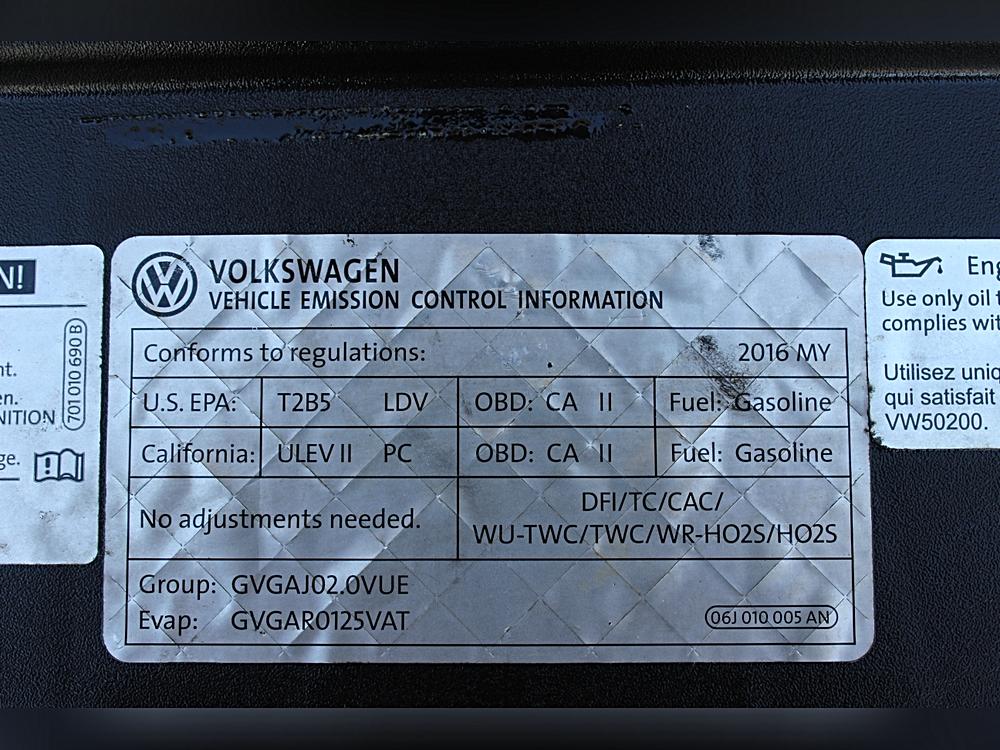 N!
nt.
en.
NITION
ge.
701 010 690 B
VW
VOLKSWAGEN
VEHICLE EMISSION CONTROL INFORMATION
Conforms to regulations: 2016 MY
U.S. EPA: T2B5 LDV OBD: CA II Fuel: Gasoline
California: ULEV II PC OBD: CA II Fuel: Gasoline
No adjustments needed.
DFI/TC/CAC/
WU-TWC/TWC/WR-HO2S/HO2S
Group: GVGAJ02.0VUE
Evap: GVGAR0125VAT
06J 010 005 AN
Eng
Use only oil t
complies wit
Utilisez uniq
qui satisfait
VW50200.